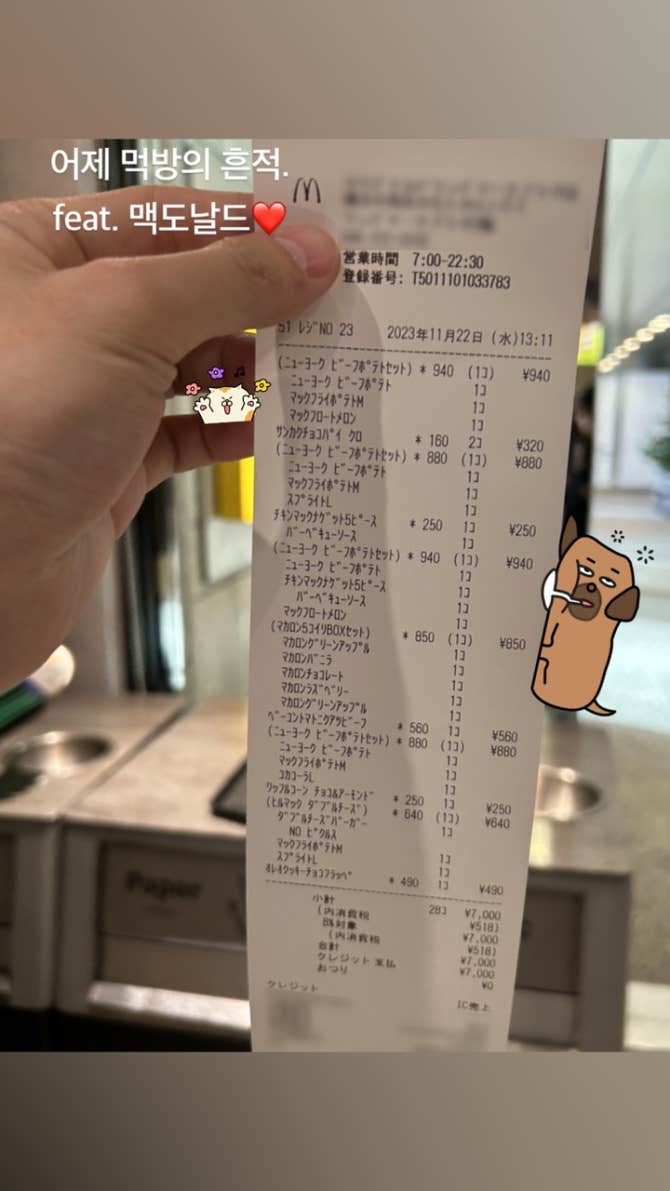 어제 먹방의 흔적.
feat. 맥도날드❤️
営業時間 7:00-22:30
登録番号: T5011101033783
51 レジNO 23 2023年11月22日(水)13:11
(ニューヨーク ビーフポテトセット) * 940 (1コ) ¥940
ニューヨーク ビーフポテト 1コ
マックフライポテトM 1コ
マックフロートメロン 1コ
サンカクチョコパイ クロ * 160 2コ ¥320
(ニューヨーク ビーフポテトセット) * 880 (1コ) ¥880
ニューヨーク ビーフポテト 1コ
マックフライポテトM 1コ
スプライトL 1コ
チキンマックナゲット5ピース * 250 1コ ¥250
バーベキューソース 1コ
(ニューヨーク ビーフポテトセット) * 940 (1コ) ¥940
ニューヨーク ビーフポテト 1コ
チキンマックナゲット5ピース 1コ
バーベキューソース 1コ
マックフロートメロン 1コ
(マカロン5コイリBOXセット) * 850 (1コ) ¥850
マカロングリーンアップル 1コ
マカロンバニラ 1コ
マカロンチョコレート 1コ
マカロンラズベリー 1コ
マカロングリーンアップル 1コ
ベーコントマトニクアツビーフ * 560 1コ ¥560
(ニューヨーク ビーフポテトセット) * 880 (1コ) ¥880
ニューヨーク ビーフポテト 1コ
マックフライポテトM 1コ
コカコーラL 1コ
ワッフルコーン チョコ&アーモンド * 250 1コ ¥250
(ヒルマック ダブルチーズ) * 640 (1コ) ¥640
ダブルチーズバーガー 1コ
NO ピクルス
マックフライポテトM 1コ
スプライトL 1コ
オレオクッキーチョコフラッペ * 490 1コ ¥490
小計 28コ ¥7,000
(内消費税 ¥518)
8%対象 ¥7,000
(内消費税 ¥518)
合計 ¥7,000
クレジット 支払 ¥7,000
おつり ¥0
クレジット
IC売上
Paper